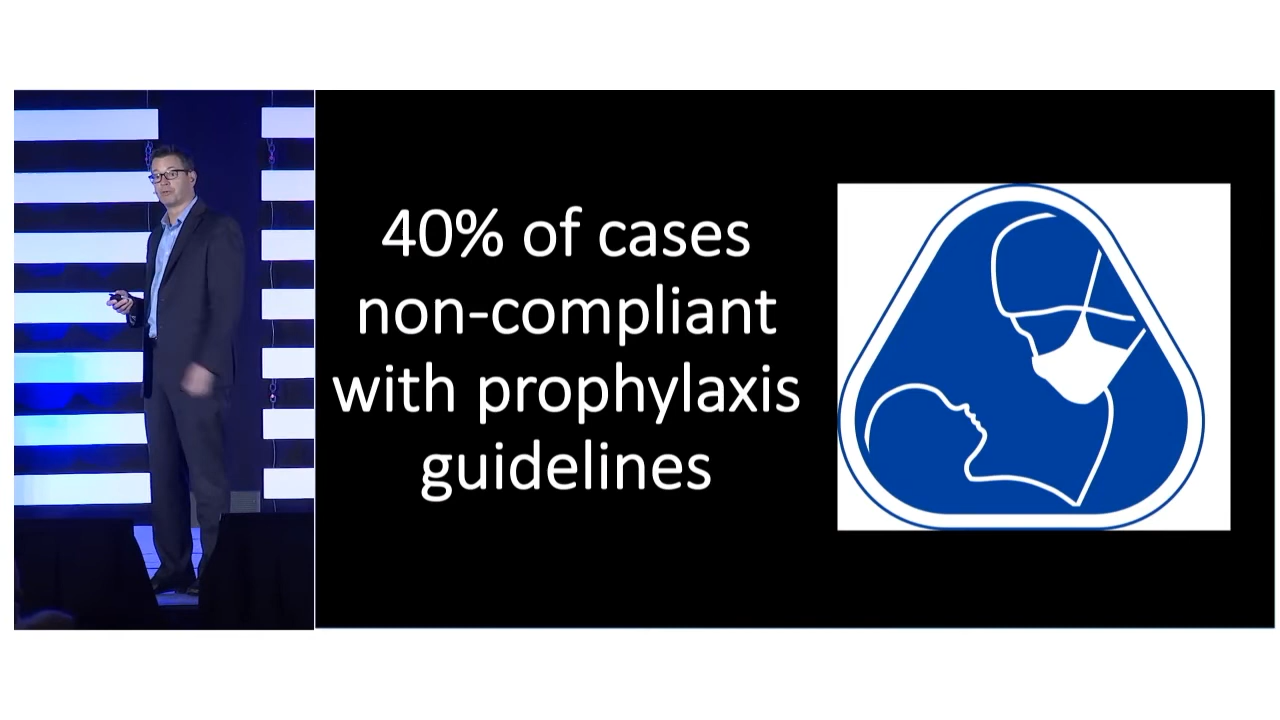 40% of cases
non-compliant
with prophylaxis
guidelines